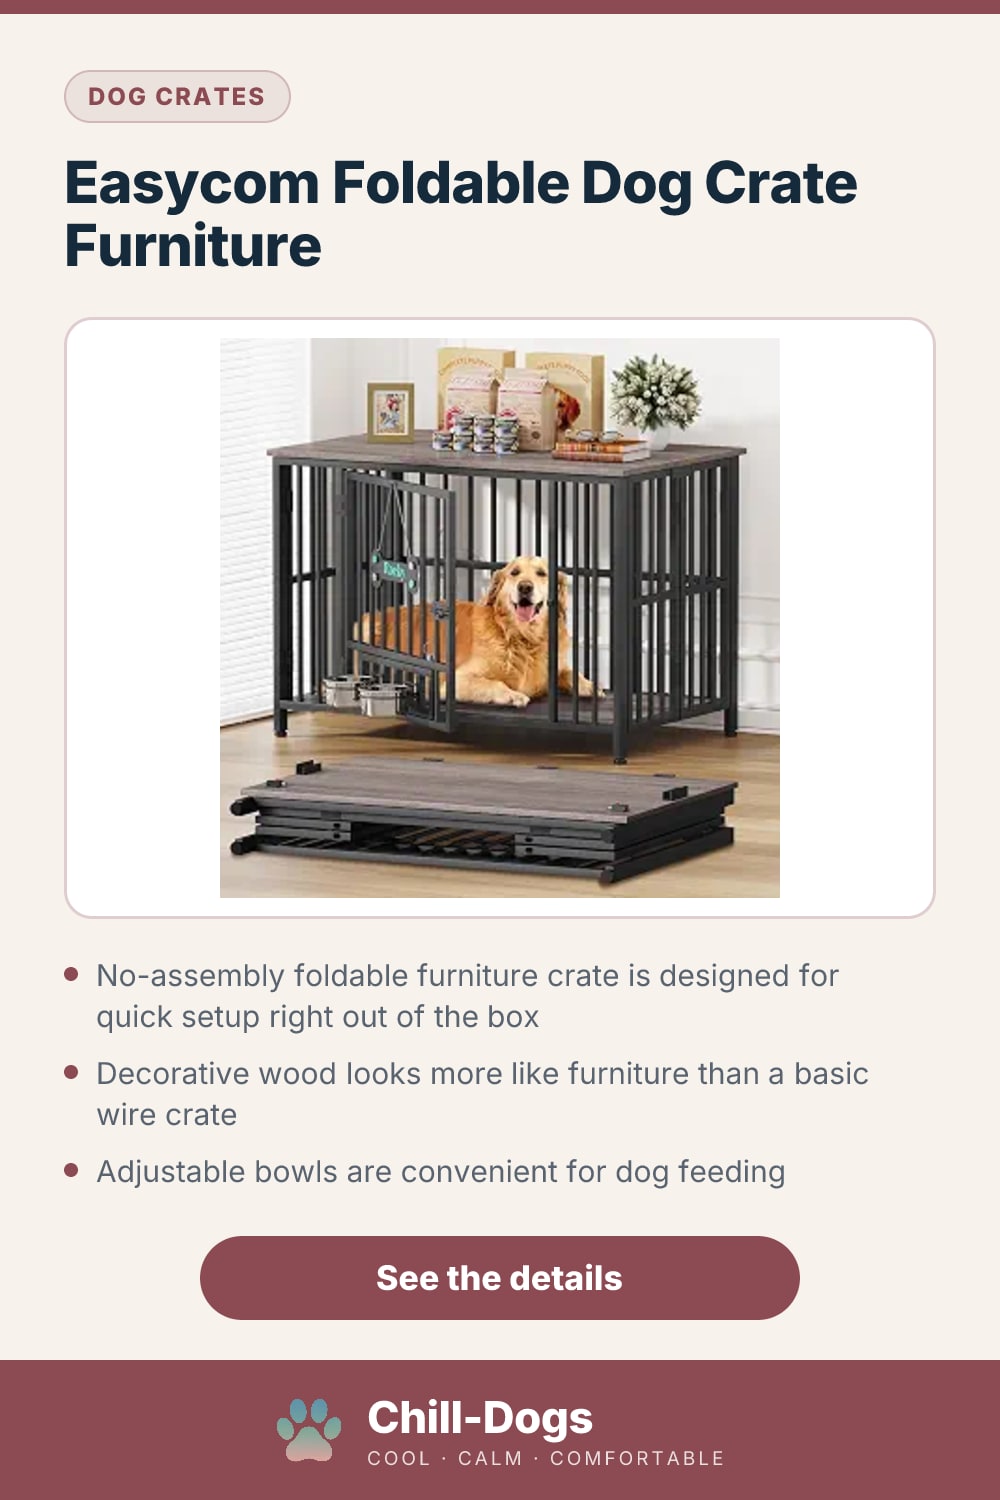 DOG CRATES
Easycom Foldable Dog Crate
Furniture
No-assembly foldable furniture crate is designed for
quick setup right out of the box
Decorative wood looks more like furniture than a basic
wire crate
Adjustable bowls are convenient for dog feeding
See the details
Chill-Dogs
COOL · CALM · COMFORTABLE